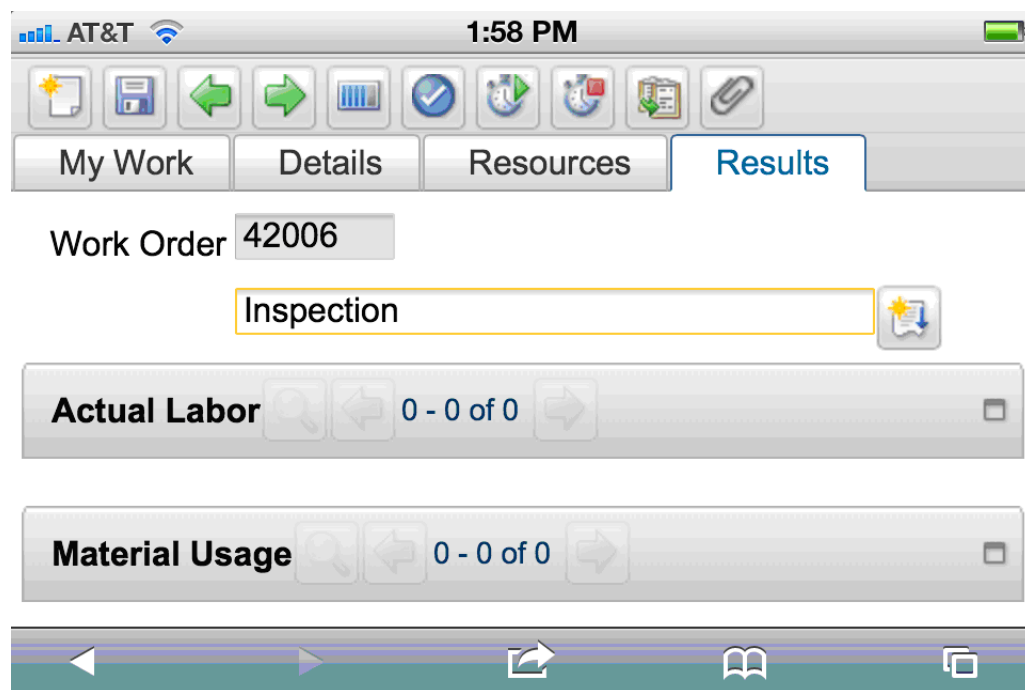 AT&T 1:58 PM
My Work Details Resources Results
Work Order 42006
Inspection
Actual Labor 0 - 0 of 0
Material Usage 0 - 0 of 0